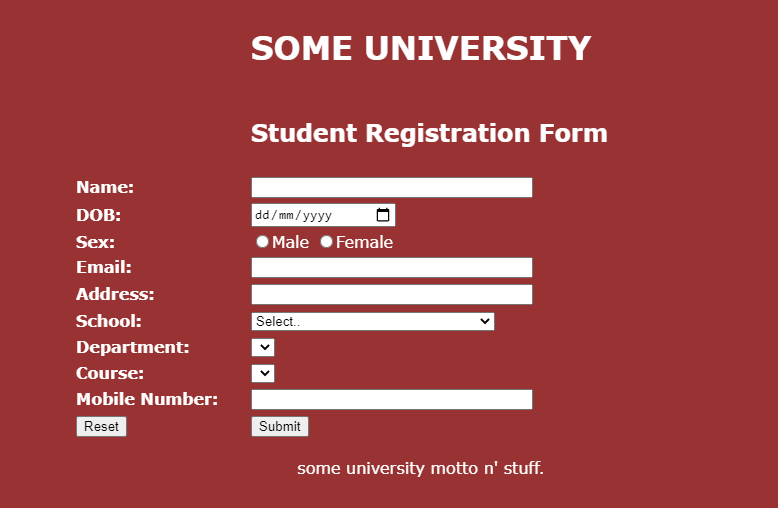 SOME UNIVERSITY
Student Registration Form
Name:
DOB: dd/mm/yyyy
Sex: Male Female
Email:
Address:
School: Select..
Department:
Course:
Mobile Number:
Reset Submit
some university motto n' stuff.